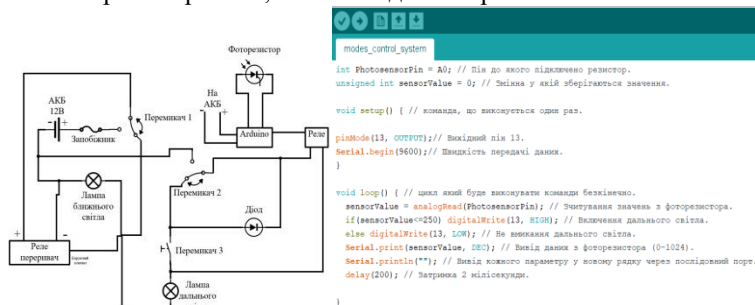 Фоторезистор
АКБ
12В
На
АКБ
Перемикач 1
Запобіжник
Arduino
Реле
Лампа
ближнього
світла
Перемикач 2
Діод
Реле
переривач
Перемикач 3
Лампа
дальнього
modes_control_system
int PhotosensorPin = A0; // Пін до якого підключено резистор.
unsigned int sensorValue = 0; // Змінна у якій зберігаються значення.
void setup() { // команда, що виконується один раз.
pinMode(13, OUTPUT);// Вихідний пін 13.
Serial.begin(9600);// Швидкість передачі даних.
}
void loop() { // цикл який буде виконувати команди безкінечно.
sensorValue = analogRead(PhotosensorPin); // Зчитування значень з фоторезистора.
if(sensorValue<=250) digitalWrite(13, HIGH); // Включення дальнього світла.
else digitalWrite(13, LOW); // Не вмикання дальнього світла.
Serial.print(sensorValue, DEC); // Вивід даних з фоторезистора (0-1024).
Serial.println(""); // Вивід кожного параметру у новому рядку через послідовний порт.
delay(200); // Затримка 2 мілісекунди.
}